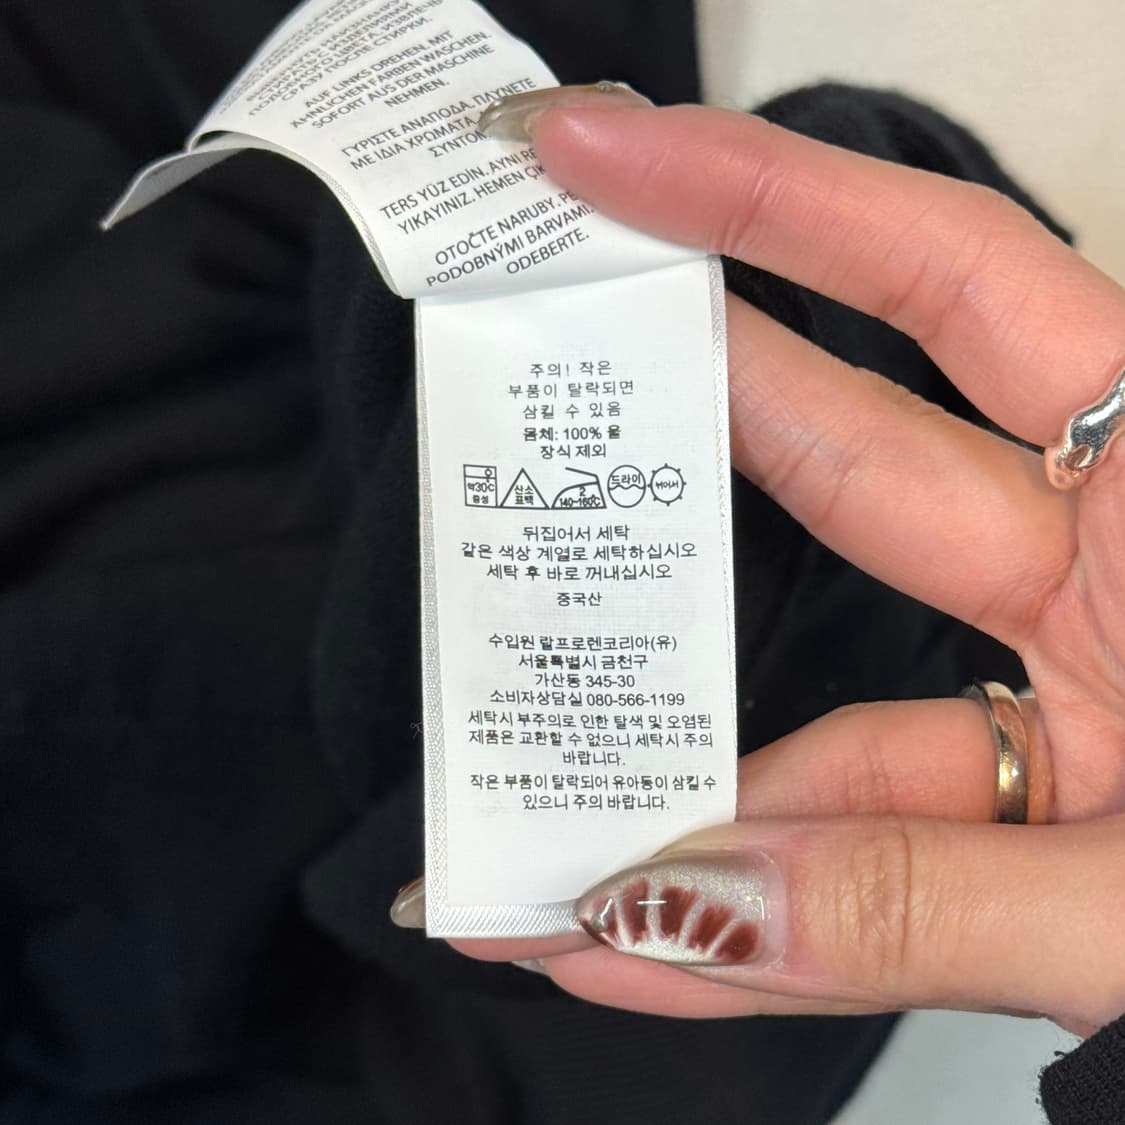 СРАЗУ ПОСЛЕ СТИРКИ.
AUF LINKS DREHEN. MIT
ÄHNLICHEN FARBEN WASCHEN.
SOFORT AUS DER MASCHINE
NEHMEN.
ΓΥΡΙΣΤΕ ΑΝΑΠΟΔΑ. ΠΛΥΝΕΤΕ
ΜΕ ΙΔΙΑ ΧΡΩΜΑΤΑ
TERS YÜZ EDİN. AYNI
YIKAYINIZ. HEMEN
OTOČTE NARUBY.
PODOBNÝMI BARVAMI.
ODEBERTE.
주의! 작은
부품이 탈락되면
삼킬 수 있음
몸체: 100% 울
장식 제외
약30℃ 산소 2 드라이 뉘어서
중성 표백 140~160℃
뒤집어서 세탁
같은 색상 계열로 세탁하십시오
세탁 후 바로 꺼내십시오
중국산
수입원 랄프로렌코리아(유)
서울특별시 금천구
가산동 345-30
소비자상담실 080-566-1199
세탁시 부주의로 인한 탈색 및 오염된
제품은 교환할 수 없으니 세탁시 주의
바랍니다.
작은 부품이 탈락되어 유아동이 삼킬 수
있으니 주의 바랍니다.